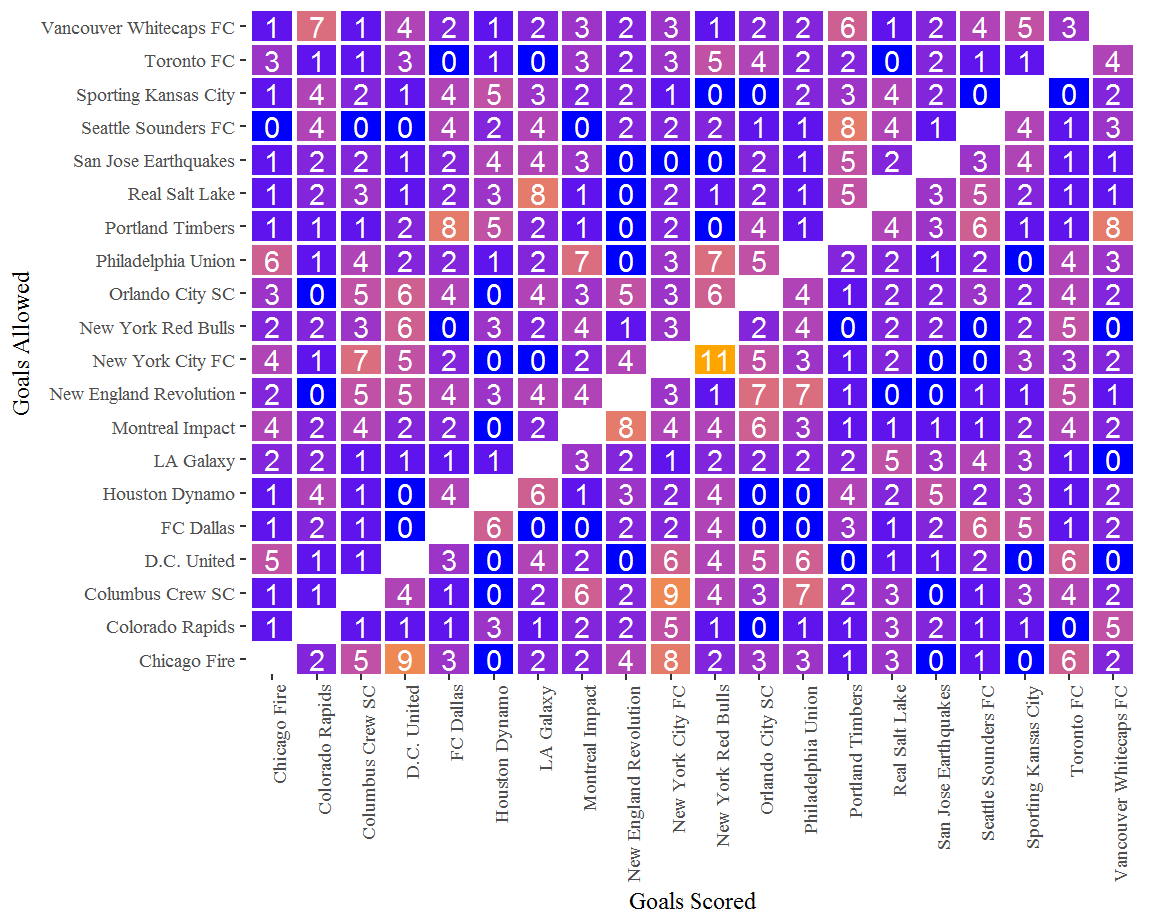 Vancouver Whitecaps FC 1 7 1 4 2 1 2 3 2 3 1 2 2 6 1 2 4 5 3
Toronto FC 3 1 1 3 0 1 0 3 2 3 5 4 2 2 0 2 1 1 4
Sporting Kansas City 1 4 2 1 4 5 3 2 2 1 0 0 2 3 4 2 0 0 2
Seattle Sounders FC 0 4 0 0 4 2 4 0 2 2 2 1 1 8 4 1 4 1 3
San Jose Earthquakes 1 2 2 1 2 4 4 3 0 0 0 2 1 5 2 3 4 1 1
Real Salt Lake 1 2 3 1 2 3 8 1 0 2 1 2 1 5 3 5 2 1 1
Portland Timbers 1 1 1 2 8 5 2 1 0 2 0 4 1 4 3 6 1 1 8
Philadelphia Union 6 1 4 2 2 1 2 7 0 3 7 5 2 2 1 2 0 4 3
Orlando City SC 3 0 5 6 4 0 4 3 5 3 6 4 1 2 2 3 2 4 2
New York Red Bulls 2 2 3 6 0 3 2 4 1 3 2 4 0 2 2 0 2 5 0
New York City FC 4 1 7 5 2 0 0 2 4 11 5 3 1 2 0 0 3 3 2
New England Revolution 2 0 5 5 4 3 4 4 3 1 7 7 1 0 0 1 1 5 1
Montreal Impact 4 2 4 2 2 0 2 8 4 4 6 3 1 1 1 1 2 4 2
LA Galaxy 2 2 1 1 1 1 3 2 1 2 2 2 2 5 3 4 3 1 0
Houston Dynamo 1 4 1 0 4 6 1 3 2 4 0 0 4 2 5 2 3 1 2
FC Dallas 1 2 1 0 6 0 0 2 2 4 0 0 3 1 2 6 5 1 2
D.C. United 5 1 1 3 0 4 2 0 6 4 5 6 0 1 1 2 0 6 0
Columbus Crew SC 1 1 4 1 0 2 6 2 9 4 3 7 2 3 0 1 3 4 2
Colorado Rapids 1 1 1 1 3 1 2 2 5 1 0 1 1 3 2 1 1 0 5
Chicago Fire 2 5 9 3 0 2 2 4 8 2 3 3 1 3 0 1 0 6 2
Chicago Fire
Colorado Rapids
Columbus Crew SC
D.C. United
FC Dallas
Houston Dynamo
LA Galaxy
Montreal Impact
New England Revolution
New York City FC
New York Red Bulls
Orlando City SC
Philadelphia Union
Portland Timbers
Real Salt Lake
San Jose Earthquakes
Seattle Sounders FC
Sporting Kansas City
Toronto FC
Vancouver Whitecaps FC
Goals Scored
Goals Allowed